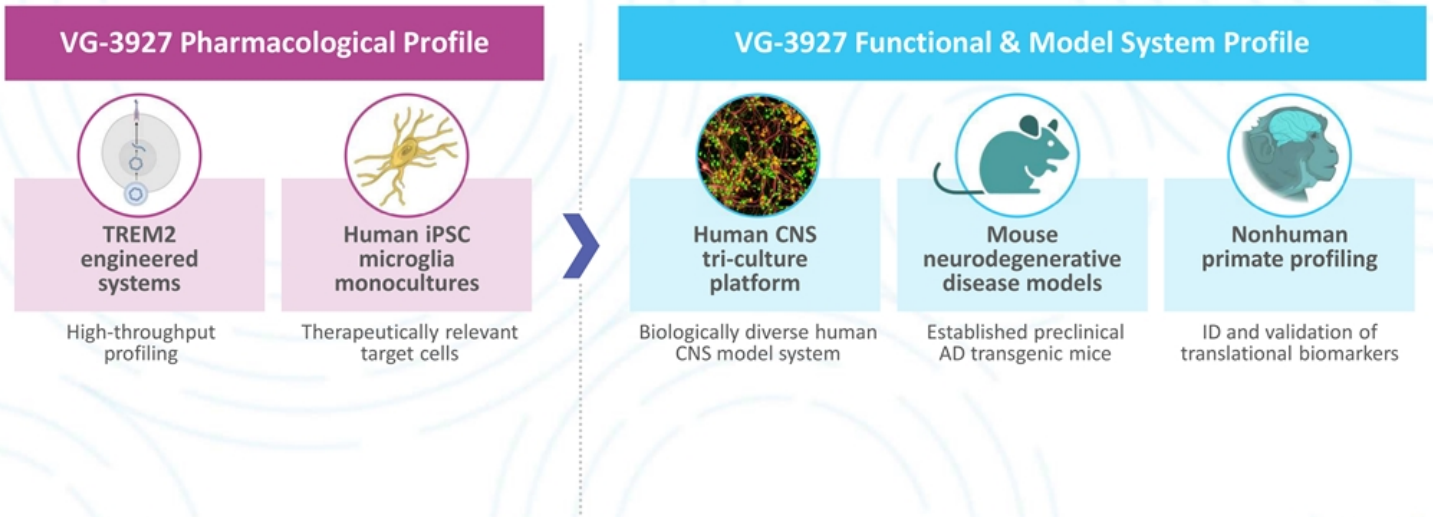 VG-3927 Pharmacological Profile
TREM2
engineered
systems
High-throughput
profiling
Human iPSC
microglia
monocultures
Therapeutically relevant
target cells
VG-3927 Functional & Model System Profile
Human CNS
tri-culture
platform
Biologically diverse human
CNS model system
Mouse
neurodegenerative
disease models
Established preclinical
AD transgenic mice
Nonhuman
primate profiling
ID and validation of
translational biomarkers